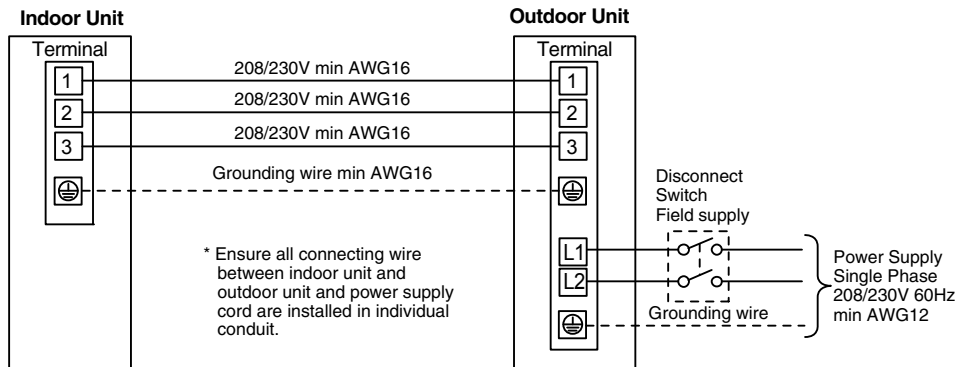 Indoor Unit
Outdoor Unit
Terminal
Terminal
1
208/230V min AWG16
1
2
208/230V min AWG16
2
3
208/230V min AWG16
3
Grounding wire min AWG16
Disconnect
Switch
Field supply
* Ensure all connecting wire
between indoor unit and
outdoor unit and power supply
cord are installed in individual
conduit.
L1
L2
Grounding wire
Power Supply
Single Phase
208/230V 60Hz
min AWG12